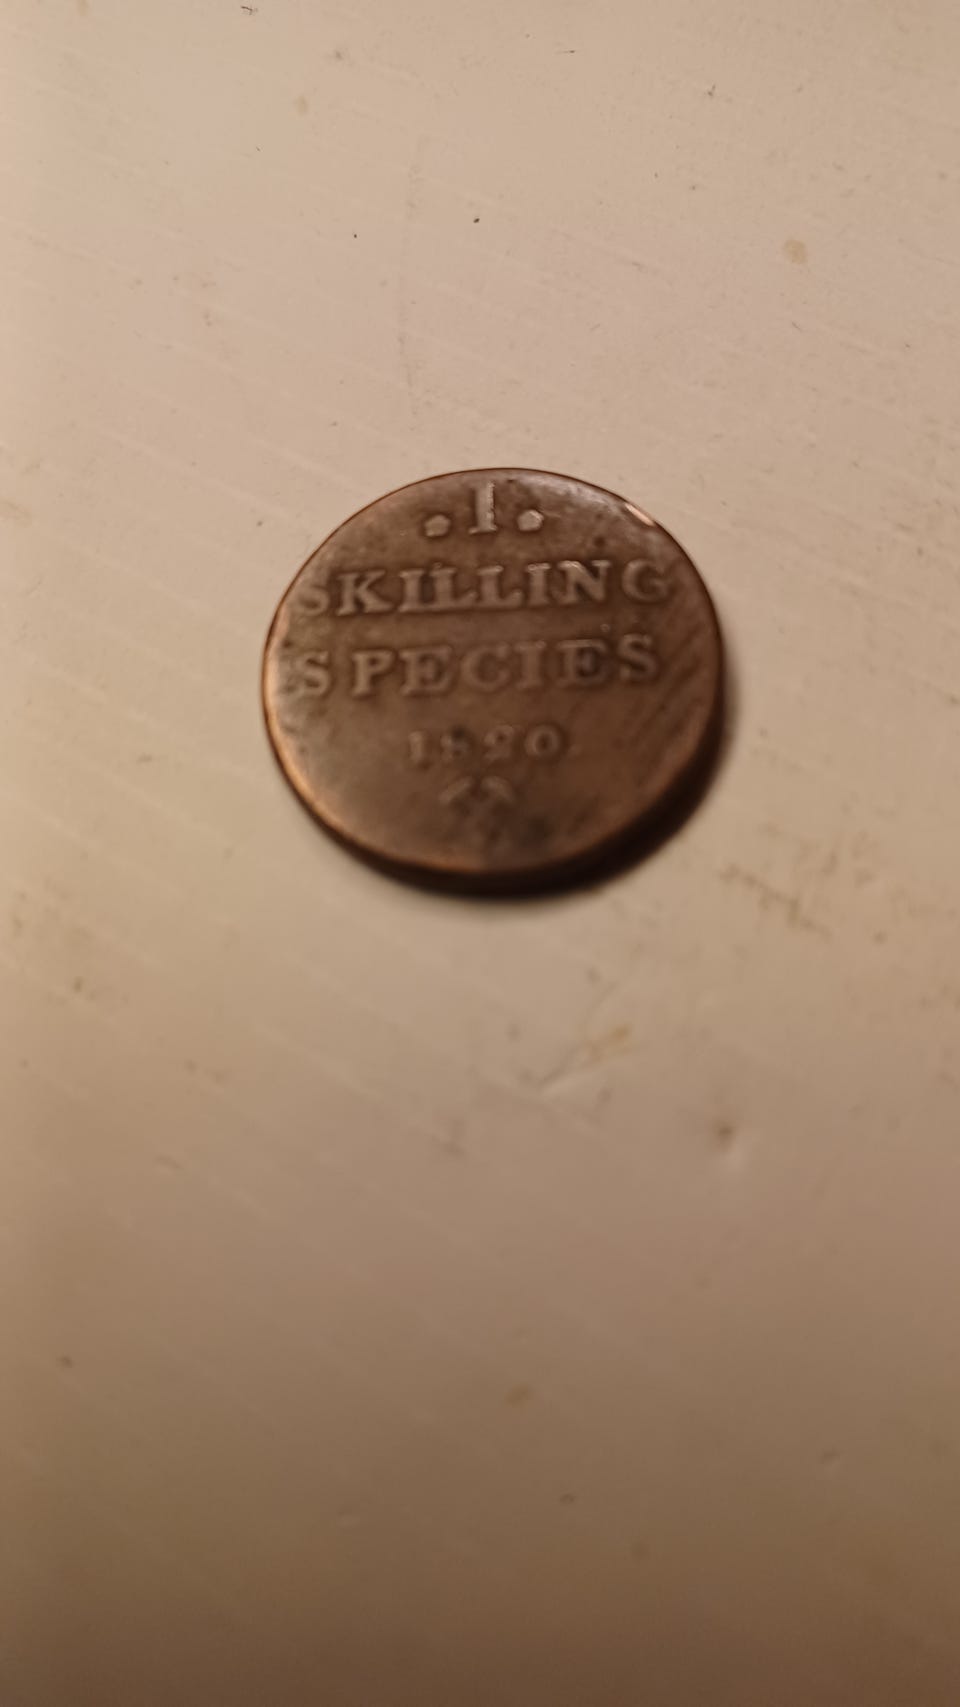 . 1 .
SKILLING
SPECIES
1820.